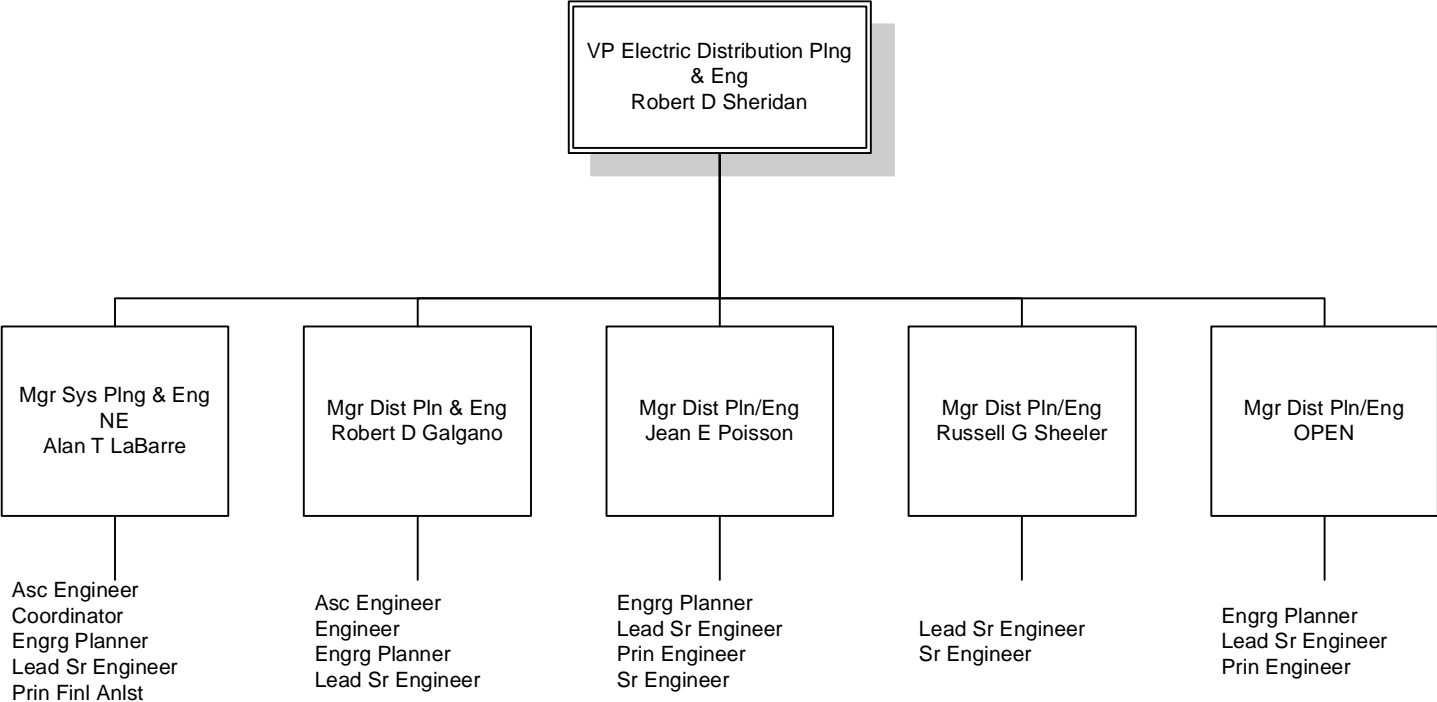 VP Electric Distribution Plng
& Eng
Robert D Sheridan
Mgr Sys Plng & Eng
NE
Alan T LaBarre
Mgr Dist Pln & Eng
Robert D Galgano
Mgr Dist Pln/Eng
Jean E Poisson
Mgr Dist Pln/Eng
Russell G Sheeler
Mgr Dist Pln/Eng
OPEN
Asc Engineer
Coordinator
Engrg Planner
Lead Sr Engineer
Prin Finl Anlst
Asc Engineer
Engineer
Engrg Planner
Lead Sr Engineer
Engrg Planner
Lead Sr Engineer
Prin Engineer
Sr Engineer
Lead Sr Engineer
Sr Engineer
Engrg Planner
Lead Sr Engineer
Prin Engineer